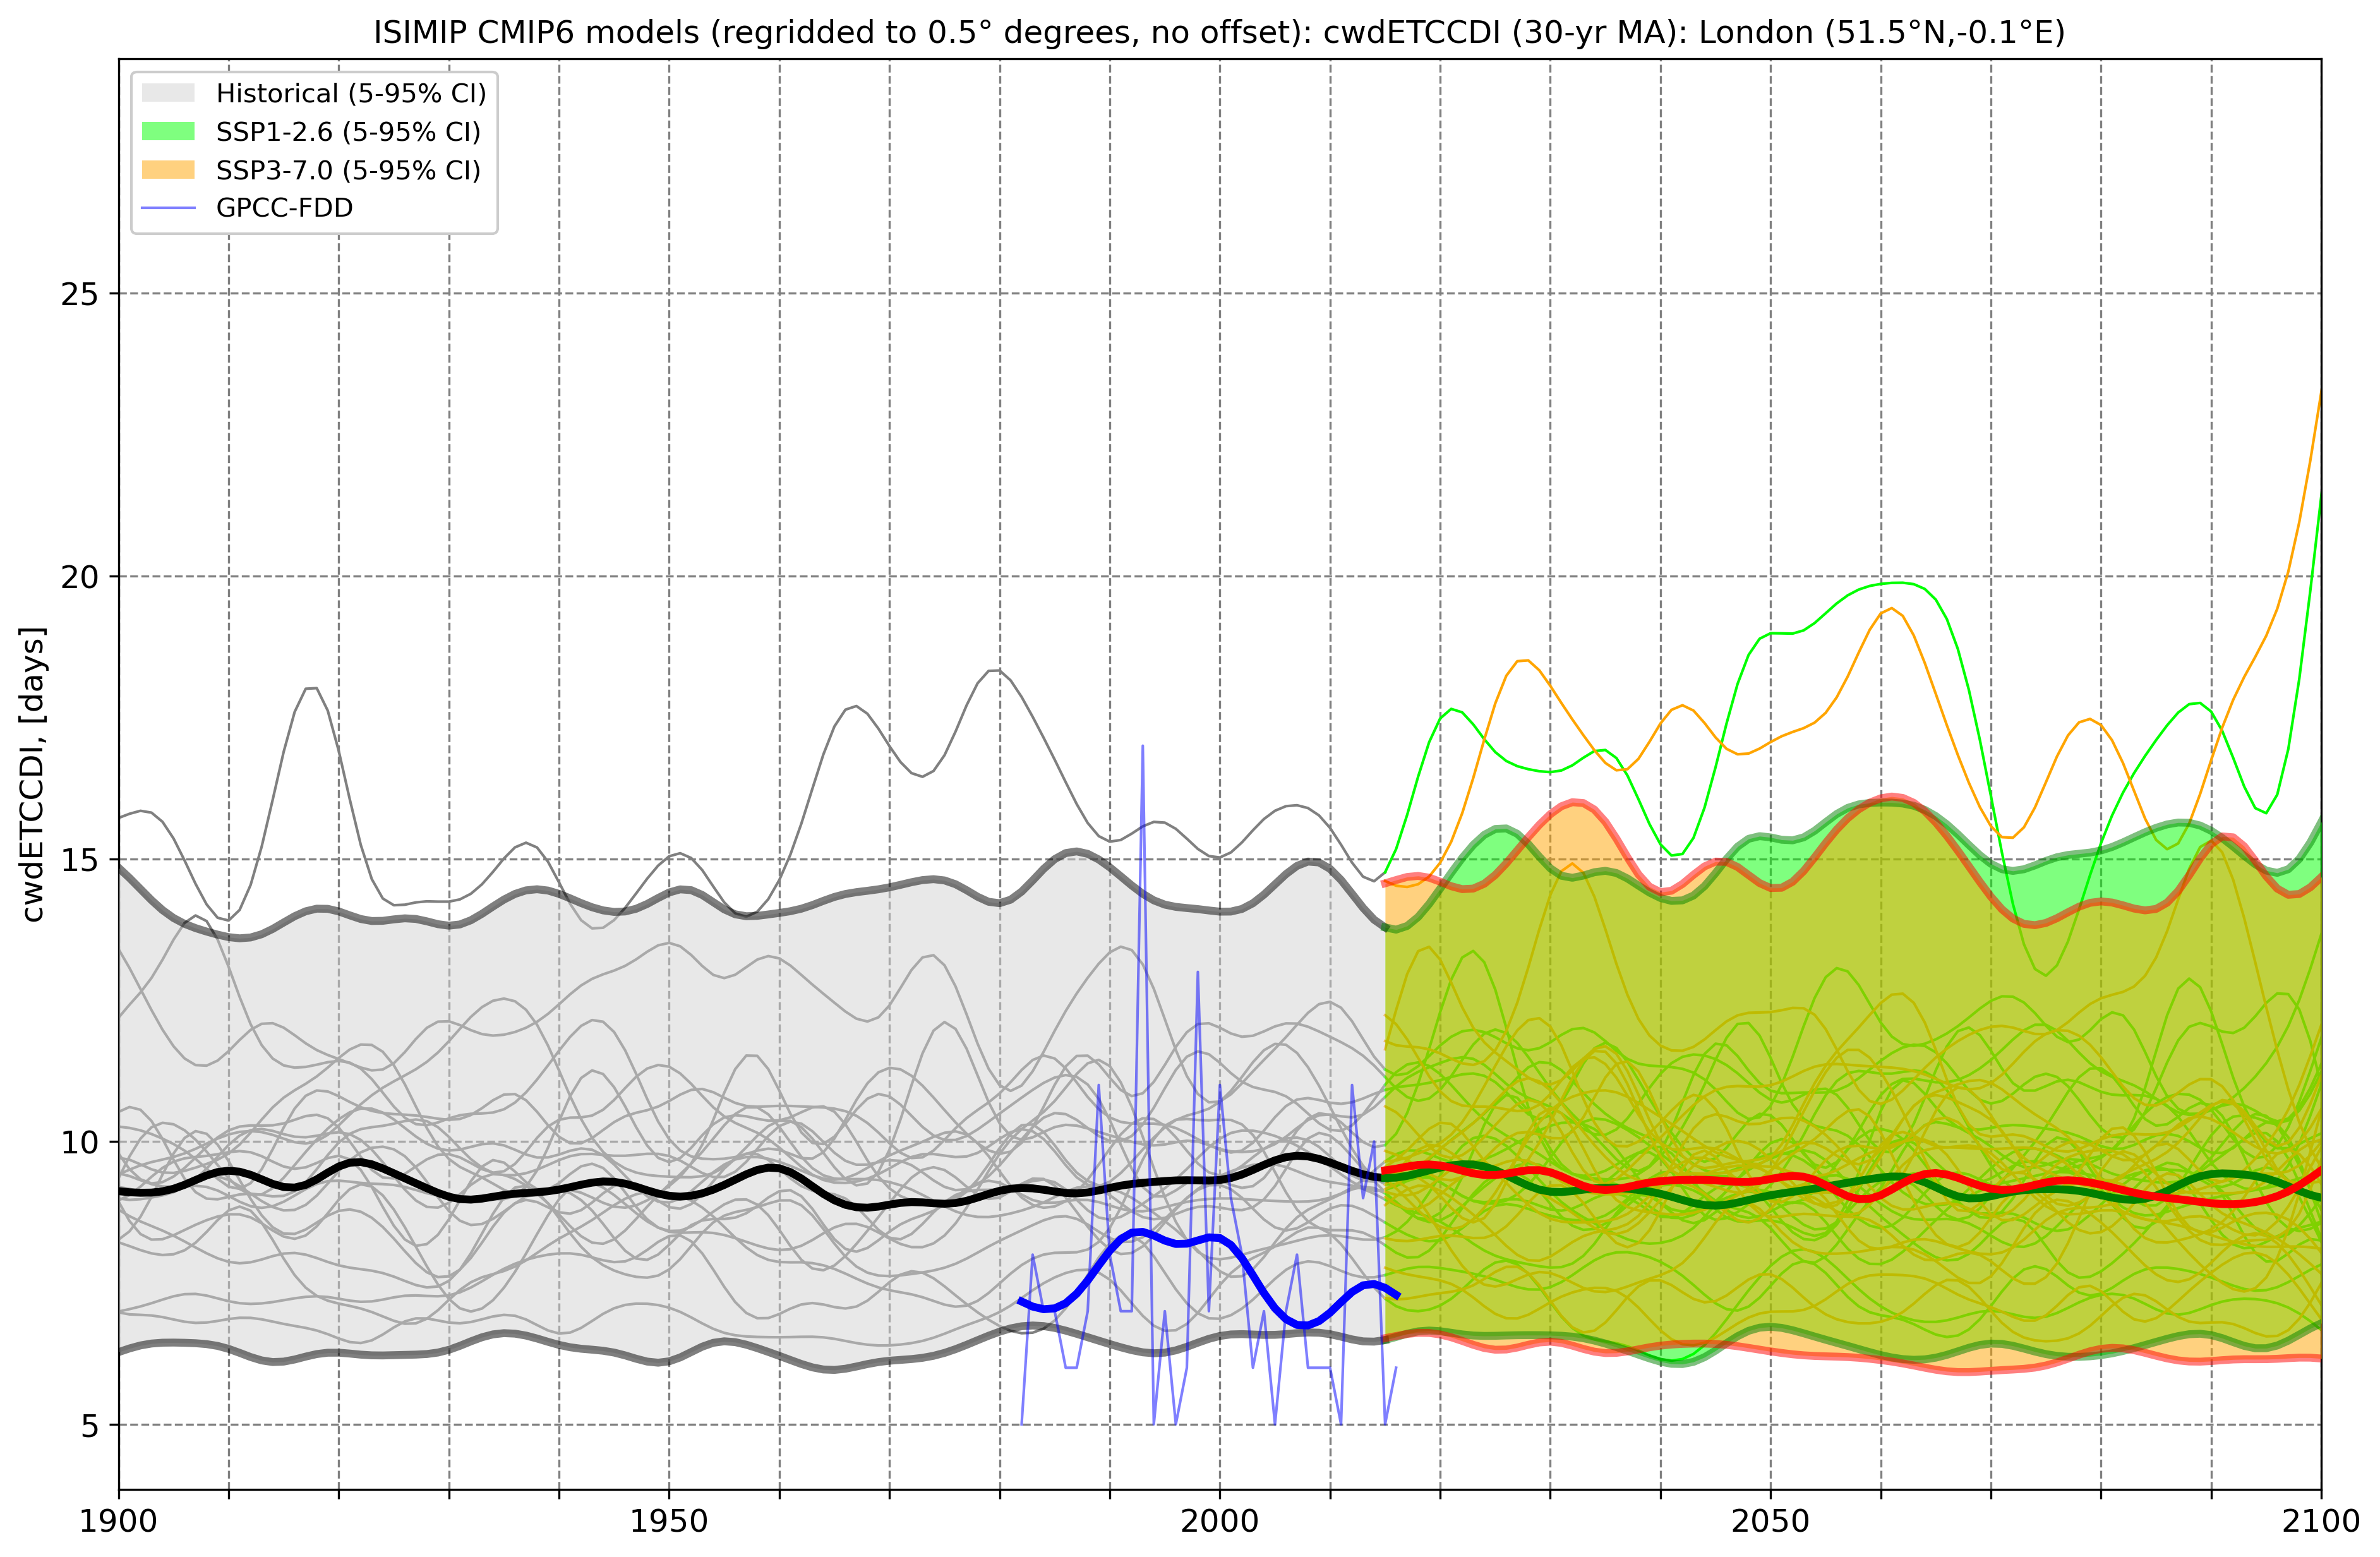 ISIMIP CMIP6 models (regridded to 0.5° degrees, no offset): cwdETCCDI (30-yr MA): London (51.5°N,-0.1°E)
Historical (5-95% CI)
SSP1-2.6 (5-95% CI)
SSP3-7.0 (5-95% CI)
GPCC-FDD
cwdETCCDI, [days]
25
20
15
10
5
1900
1950
2000
2050
2100